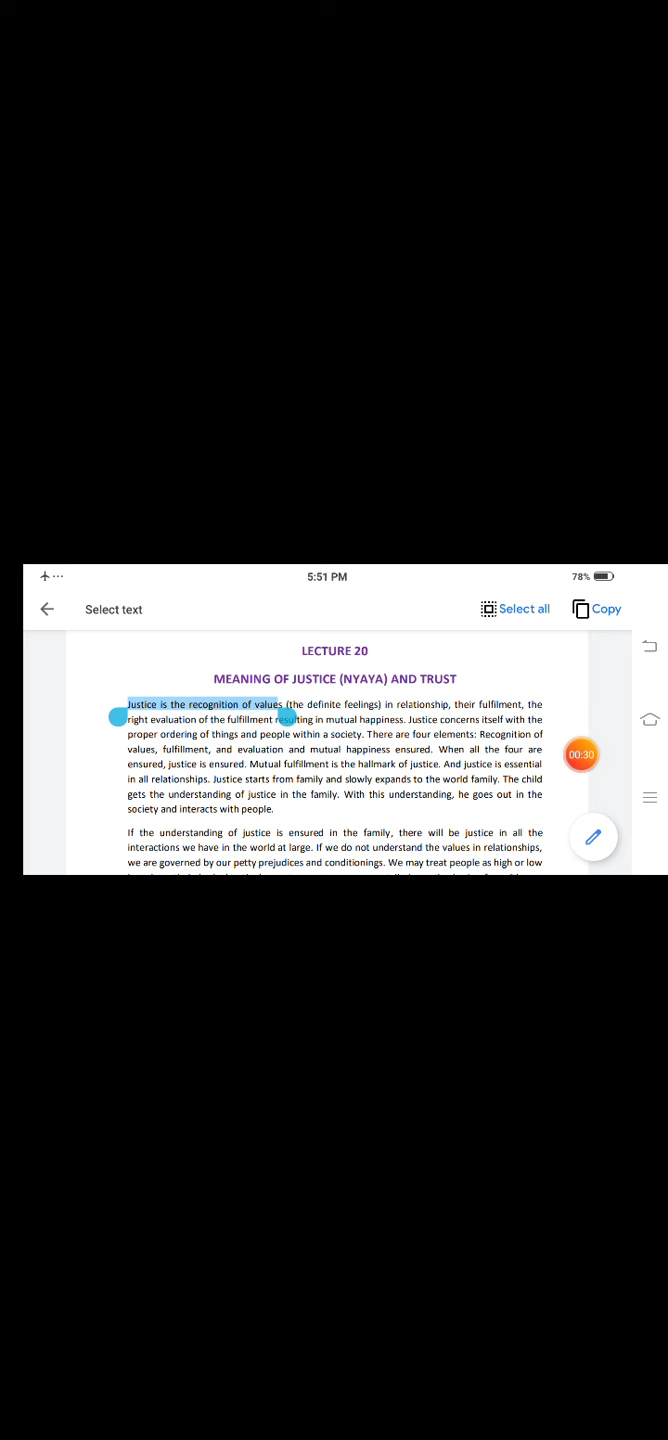 5:51 PM
78%
Select text
Select all
Copy
LECTURE 20
MEANING OF JUSTICE (NYAYA) AND TRUST
Justice is the recognition of values (the definite feelings) in relationship, their fulfilment, the
right evaluation of the fulfillment resulting in mutual happiness. Justice concerns itself with the
proper ordering of things and people within a society. There are four elements: Recognition of
values, fulfillment, and evaluation and mutual happiness ensured. When all the four are
ensured, justice is ensured. Mutual fulfillment is the hallmark of justice. And justice is essential
in all relationships. Justice starts from family and slowly expands to the world family. The child
gets the understanding of justice in the family. With this understanding, he goes out in the
society and interacts with people.
00:30
If the understanding of justice is ensured in the family, there will be justice in all the
interactions we have in the world at large. If we do not understand the values in relationships,
we are governed by our petty prejudices and conditionings. We may treat people as high or low